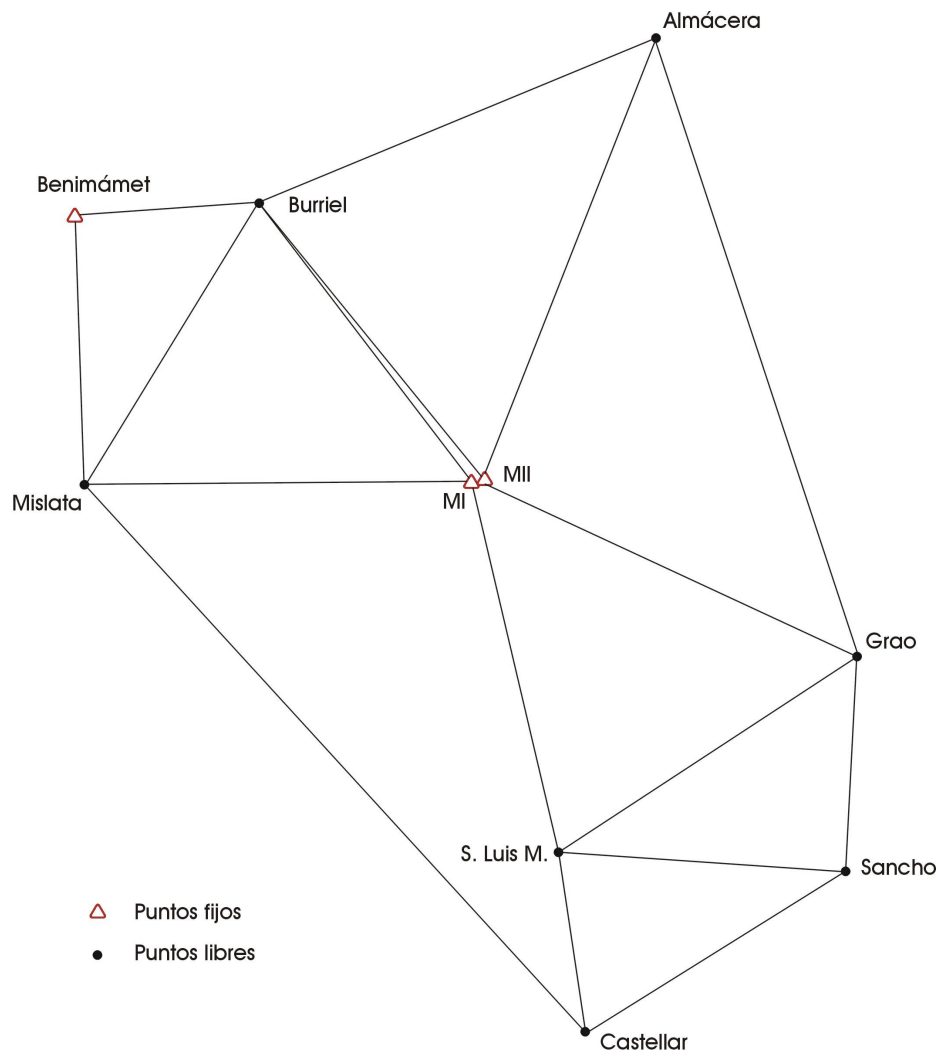 Almácera
Benimámet
Burriel
MII
MI
Mislata
Grao
S. Luis M.
Sancho
Puntos fijos
Puntos libres
Castellar